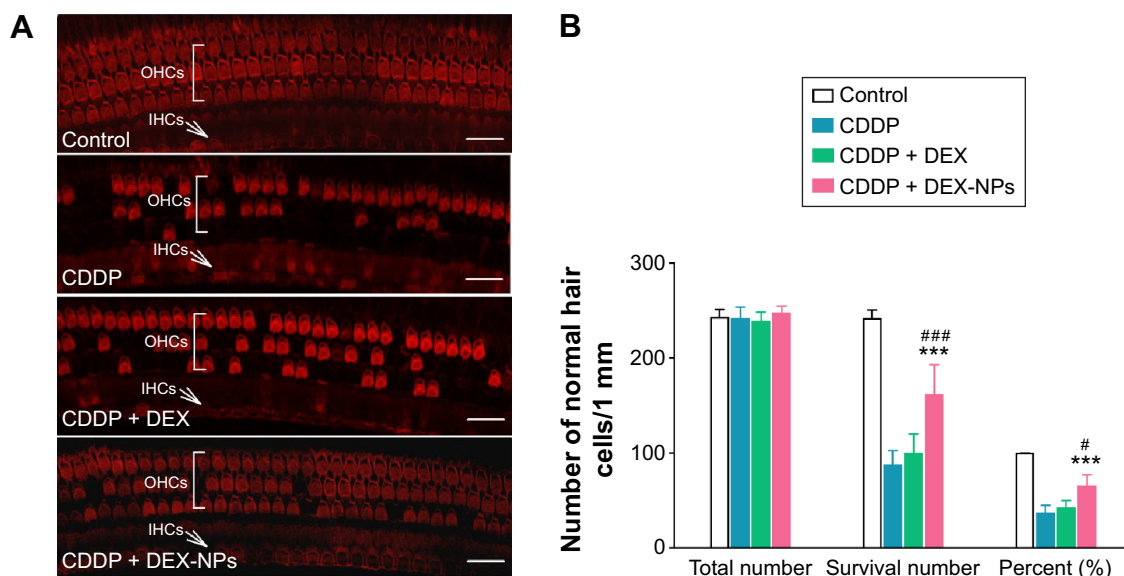 A
OHCs
IHCs
Control
OHCs
IHCs
CDDP
OHCs
IHCs
CDDP + DEX
OHCs
IHCs
CDDP + DEX-NPs
B
Control
CDDP
CDDP + DEX
CDDP + DEX-NPs
Number of normal hair
cells/1 mm
300
200
100
0
###
***
#
***
Total number
Survival number
Percent (%)